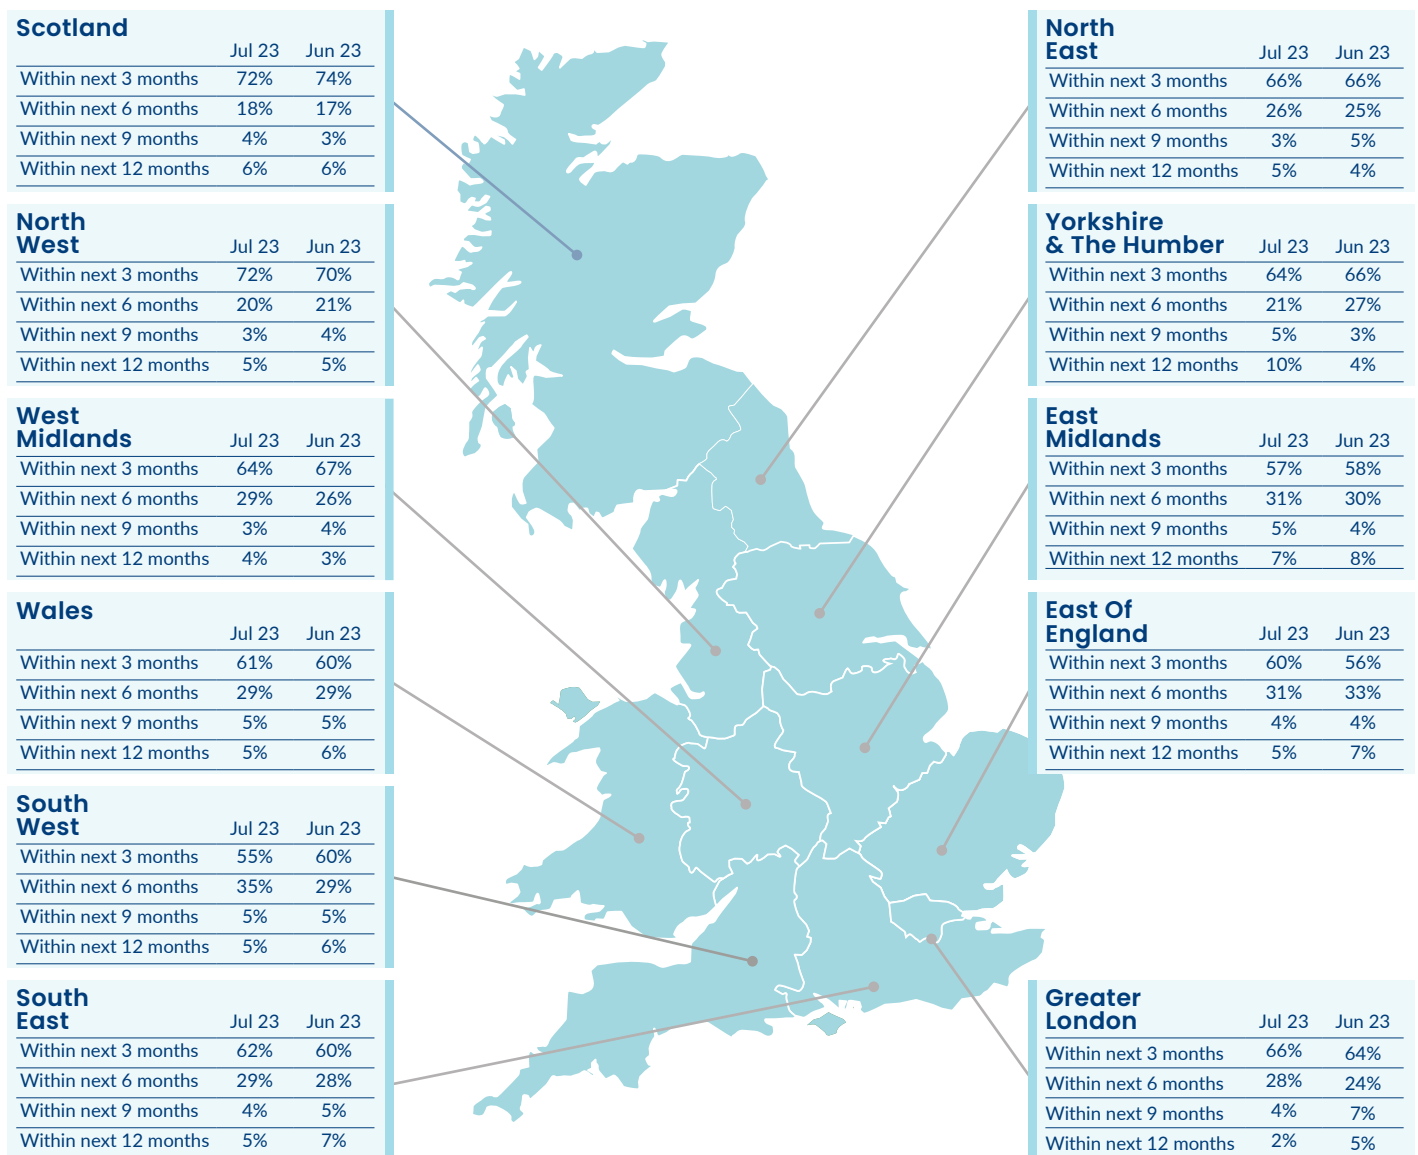 Scotland
Jul 23 Jun 23
Within next 3 months 72% 74%
Within next 6 months 18% 17%
Within next 9 months 4% 3%
Within next 12 months 6% 6%
North
West Jul 23 Jun 23
Within next 3 months 72% 70%
Within next 6 months 20% 21%
Within next 9 months 3% 4%
Within next 12 months 5% 5%
West
Midlands Jul 23 Jun 23
Within next 3 months 64% 67%
Within next 6 months 29% 26%
Within next 9 months 3% 4%
Within next 12 months 4% 3%
Wales
Jul 23 Jun 23
Within next 3 months 61% 60%
Within next 6 months 29% 29%
Within next 9 months 5% 5%
Within next 12 months 5% 6%
South
West Jul 23 Jun 23
Within next 3 months 55% 60%
Within next 6 months 35% 29%
Within next 9 months 5% 5%
Within next 12 months 5% 6%
South
East Jul 23 Jun 23
Within next 3 months 62% 60%
Within next 6 months 29% 28%
Within next 9 months 4% 5%
Within next 12 months 5% 7%
North
East Jul 23 Jun 23
Within next 3 months 66% 66%
Within next 6 months 26% 25%
Within next 9 months 3% 5%
Within next 12 months 5% 4%
Yorkshire
& The Humber Jul 23 Jun 23
Within next 3 months 64% 66%
Within next 6 months 21% 27%
Within next 9 months 5% 3%
Within next 12 months 10% 4%
East
Midlands Jul 23 Jun 23
Within next 3 months 57% 58%
Within next 6 months 31% 30%
Within next 9 months 5% 4%
Within next 12 months 7% 8%
East Of
England Jul 23 Jun 23
Within next 3 months 60% 56%
Within next 6 months 31% 33%
Within next 9 months 4% 4%
Within next 12 months 5% 7%
Greater
London Jul 23 Jun 23
Within next 3 months 66% 64%
Within next 6 months 28% 24%
Within next 9 months 4% 7%
Within next 12 months 2% 5%